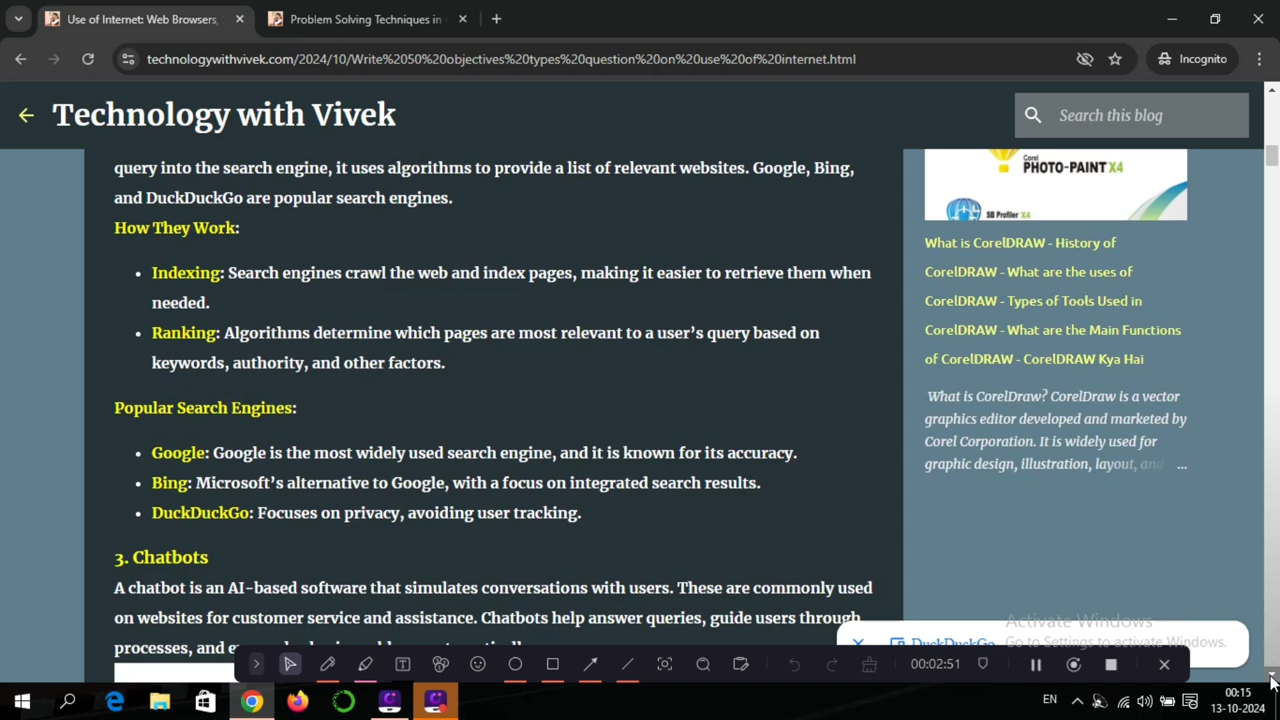 Use of Internet: Web Browsers,
Problem Solving Techniques in
technologywithvivek.com/2024/10/Write%2050%20objectives%20types%20question%20on%20use%20of%20internet.html
Incognito
Technology with Vivek
Search this blog
query into the search engine, it uses algorithms to provide a list of relevant websites. Google, Bing,
and DuckDuckGo are popular search engines.
How They Work:
Indexing: Search engines crawl the web and index pages, making it easier to retrieve them when
needed.
Ranking: Algorithms determine which pages are most relevant to a user's query based on
keywords, authority, and other factors.
Popular Search Engines:
Google: Google is the most widely used search engine, and it is known for its accuracy.
Bing: Microsoft's alternative to Google, with a focus on integrated search results.
DuckDuckGo: Focuses on privacy, avoiding user tracking.
3. Chatbots
A chatbot is an AI-based software that simulates conversations with users. These are commonly used
on websites for customer service and assistance. Chatbots help answer queries, guide users through
processes, and
Corel
PHOTO-PAINT X4
SB Profiler X4
What is CorelDRAW - History of
CorelDRAW - What are the uses of
CorelDRAW - Types of Tools Used in
CorelDRAW - What are the Main Functions
of CorelDRAW - CorelDRAW Kya Hai
What is CorelDraw? CorelDraw is a vector
graphics editor developed and marketed by
Corel Corporation. It is widely used for
graphic design, illustration, layout, and ...
Activate Windows
Go to Settings to activate Windows.
DuckDuckGo
00:02:51
EN
00:15
13-10-2024